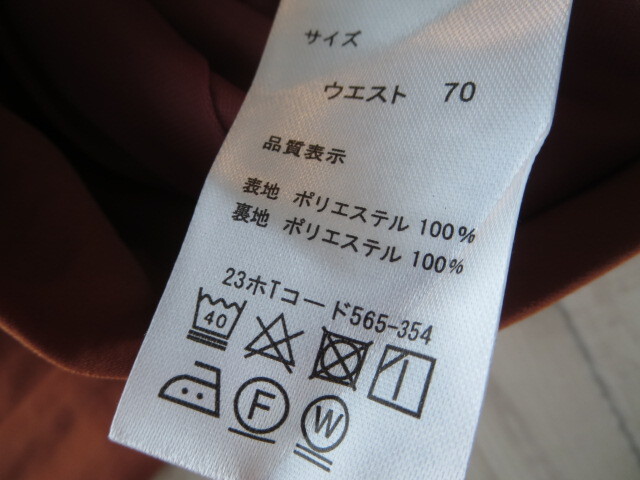 サイズ
ウエスト 70
品質表示
表地 ポリエステル 100%
裏地 ポリエステル 100%
23ホTコード565-354
40
F
W